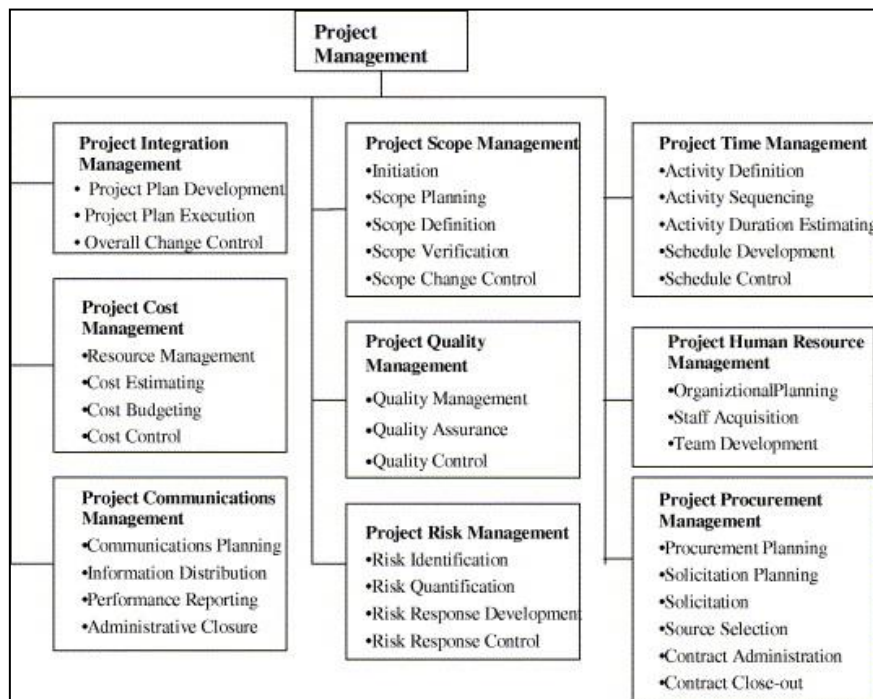 Project
Management
Project Integration
Management
• Project Plan Development
• Project Plan Execution
• Overall Change Control
Project Scope Management
•Initiation
•Scope Planning
•Scope Definition
•Scope Verification
•Scope Change Control
Project Time Management
•Activity Definition
•Activity Sequencing
•Activity Duration Estimating
•Schedule Development
•Schedule Control
Project Cost
Management
•Resource Management
•Cost Estimating
•Cost Budgeting
•Cost Control
Project Quality
Management
•Quality Management
•Quality Assurance
•Quality Control
Project Human Resource
Management
•OrganiztionalPlanning
•Staff Acquisition
•Team Development
Project Communications
Management
•Communications Planning
•Information Distribution
•Performance Reporting
•Administrative Closure
Project Risk Management
•Risk Identification
•Risk Quantification
•Risk Response Development
•Risk Response Control
Project Procurement
Management
•Procurement Planning
•Solicitation Planning
•Solicitation
•Source Selection
•Contract Administration
•Contract Close-out